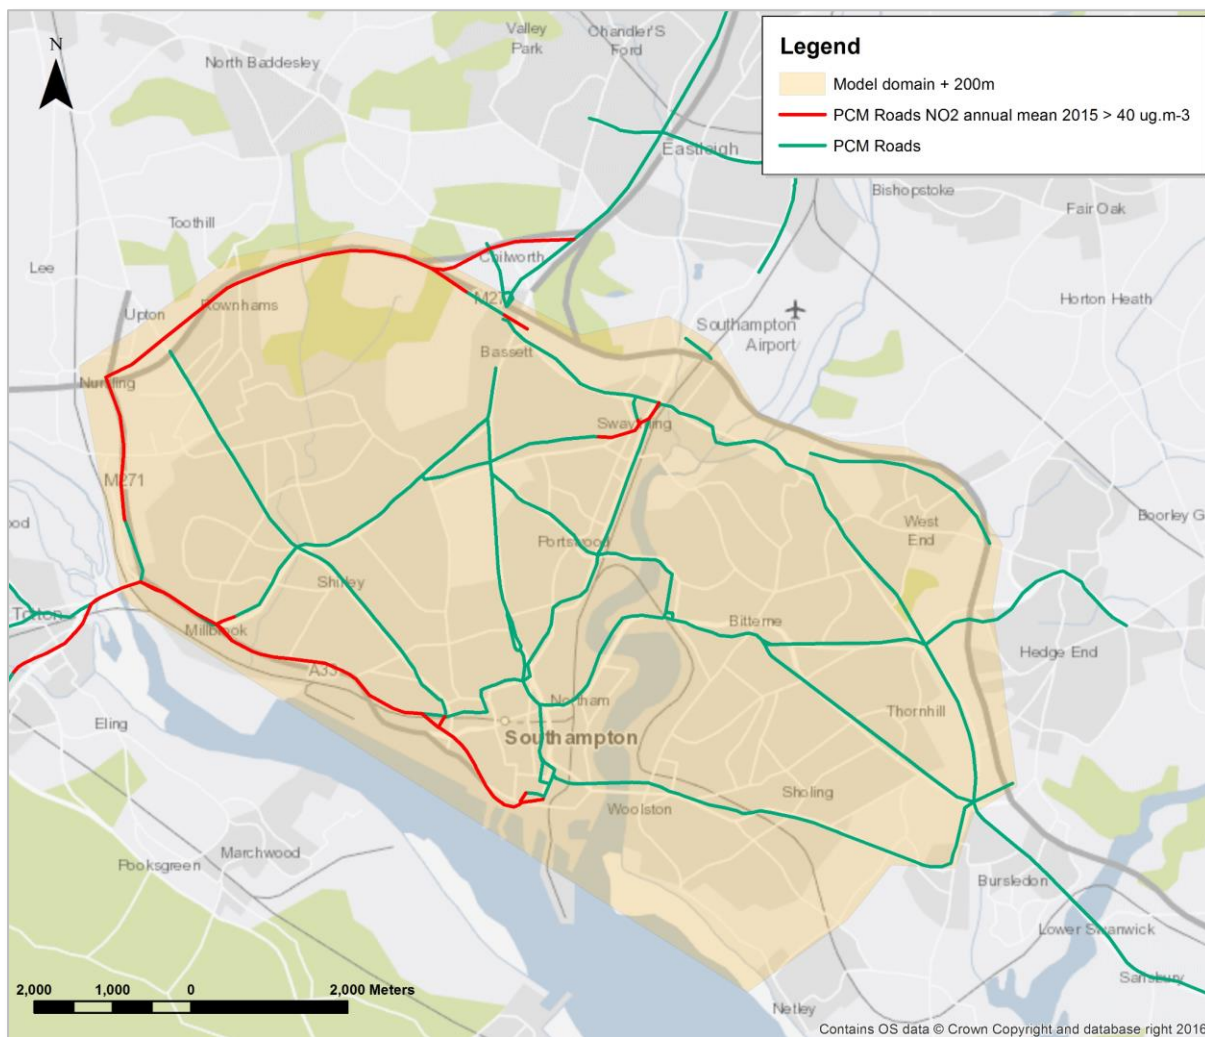 N
Valley
Park
Chandler'S
Ford
North Baddesley
Legend
Model domain + 200m
PCM Roads NO2 annual mean 2015 > 40 ug.m-3
PCM Roads
Eastleigh
Bishopstoke
Fair Oak
Toothill
Chilworth
Lee
Rownhams
Upton
M27
Horton Heath
Southampton
Airport
Bassett
Nursling
Swaythling
M271
Boorley G
West
End
Portswood
Shirley
Totton
Millbrook
Bitterne
Hedge End
A33
Northam
Eling
Thornhill
Southampton
Sholing
Woolston
Marchwood
Pooksgreen
Bursledon
Lower Swanwick
Sarisbury
Netley
2,000 1,000 0 2,000 Meters
Contains OS data © Crown Copyright and database right 2016